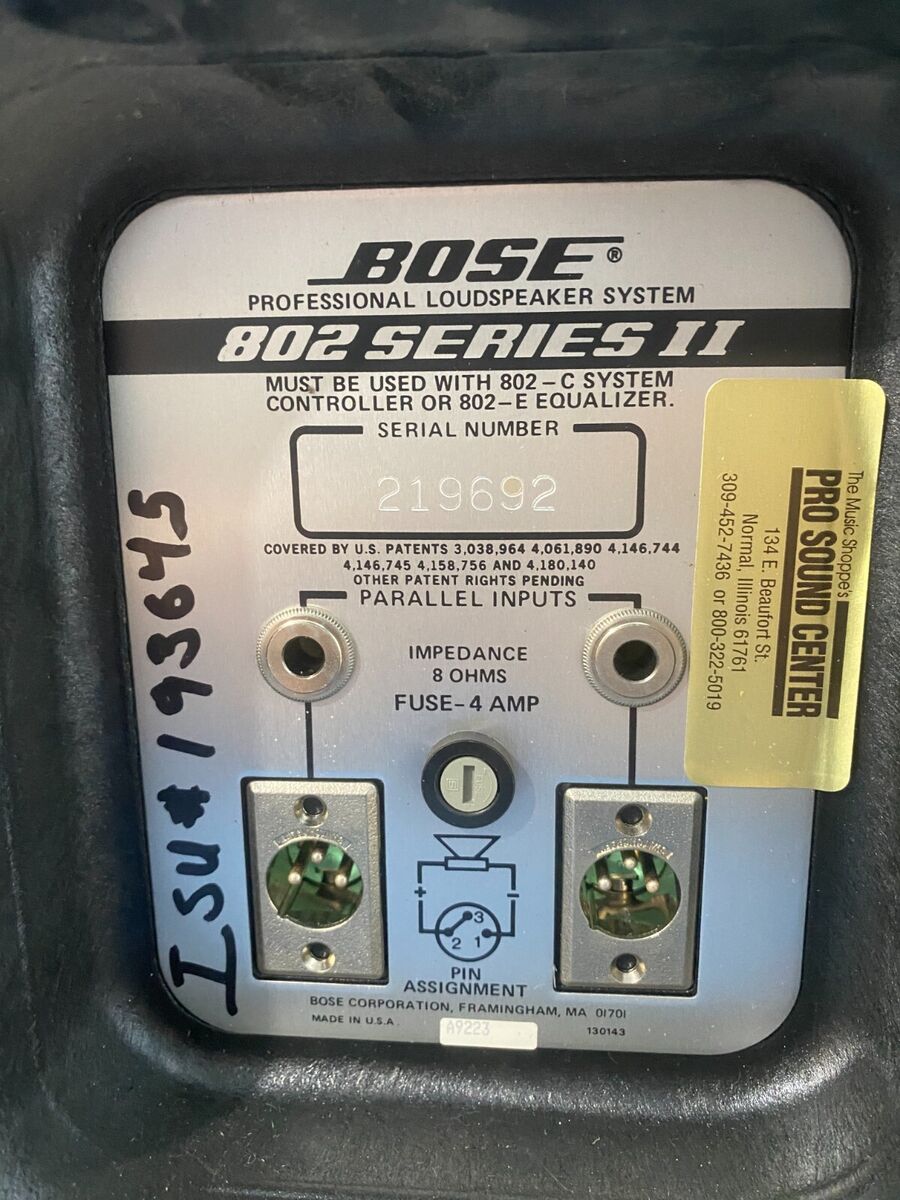 BOSE®
PROFESSIONAL LOUDSPEAKER SYSTEM
802 SERIES II
MUST BE USED WITH 802-C SYSTEM
CONTROLLER OR 802-E EQUALIZER.
SERIAL NUMBER
219692
COVERED BY U.S. PATENTS 3,038,964 4,061,890 4,146,744
4,146,745 4,158,756 AND 4,180,140
OTHER PATENT RIGHTS PENDING
PARALLEL INPUTS
IMPEDANCE
8 OHMS
FUSE-4 AMP
+ -
3
2 1
PIN
ASSIGNMENT
BOSE CORPORATION, FRAMINGHAM, MA 01701
MADE IN U.S.A.
A9223
130143
ISU# 193645
The Music Shoppe's
PRO SOUND CENTER
134 E. Beaufort St.
Normal, Illinois 61761
309-452-7436 or 800-322-5019